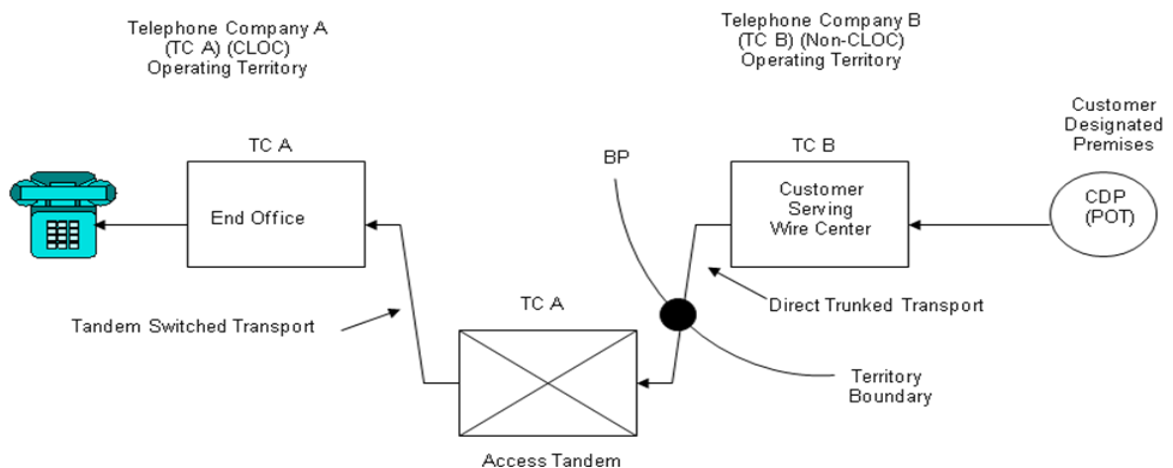 Telephone Company A
(TC A) (CLOC)
Operating Territory
Telephone Company B
(TC B) (Non-CLOC)
Operating Territory
Customer
Designated
Premises
TC A
End Office
BP
TC B
Customer
Serving
Wire Center
CDP
(POT)
Tandem Switched Transport
TC A
Direct Trunked Transport
Territory
Boundary
Access Tandem